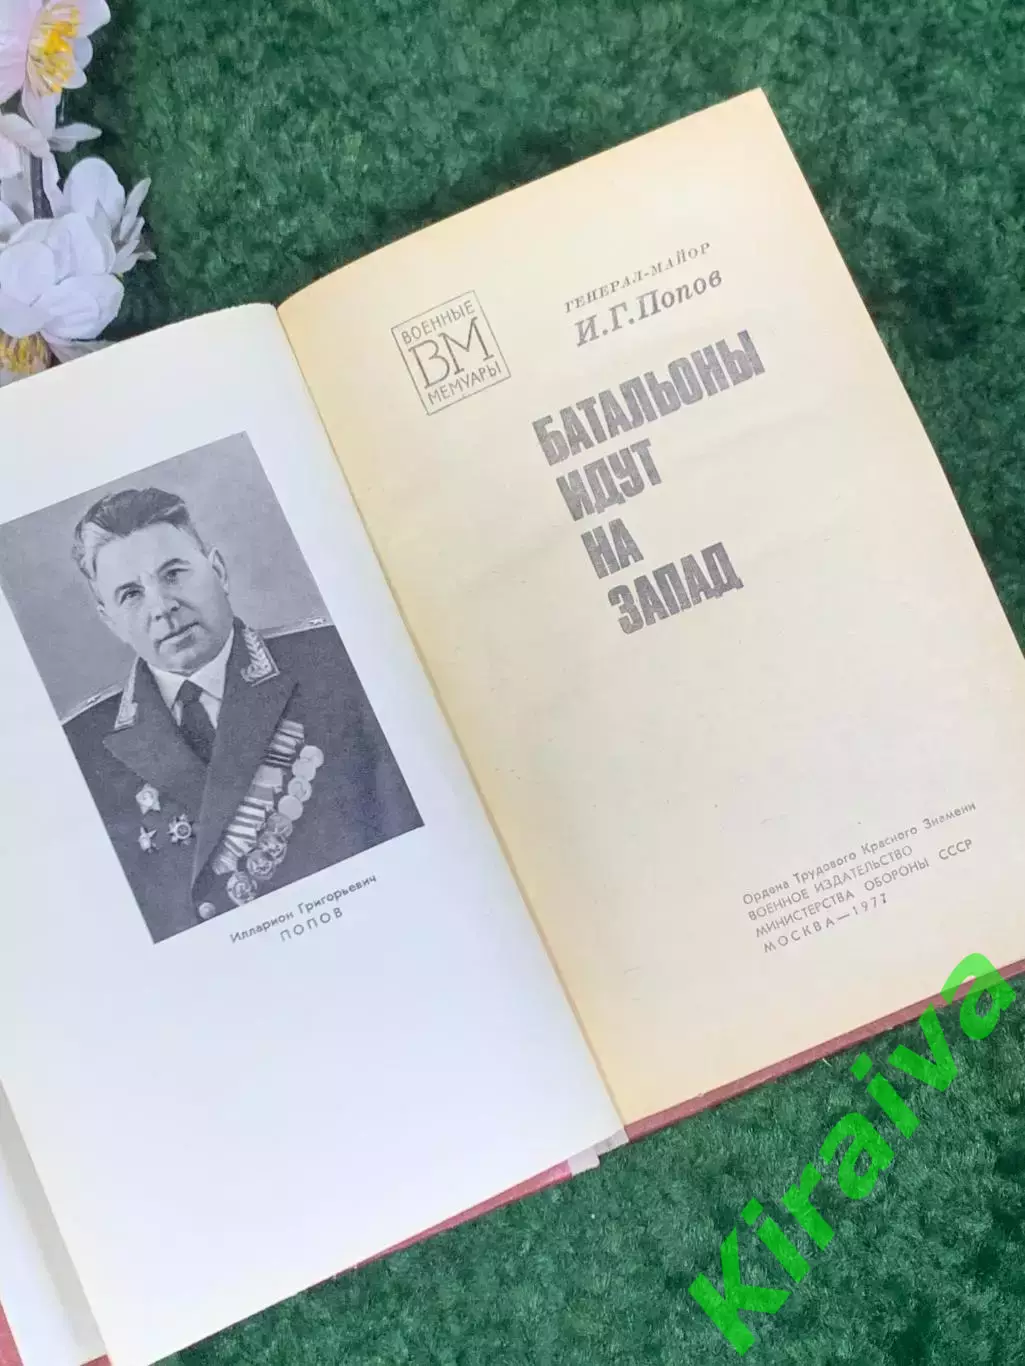 Илларион Григорьевич
ПОПОВ
ВОЕННЫЕ
ВМ
МЕМУАРЫ
ГЕНЕРАЛ-МАЙОР
И.Г.Попов
БАТАЛЬОНЫ
ИДУТ
НА
ЗАПАД
Ордена Трудового Красного Знамени
ВОЕННОЕ ИЗДАТЕЛЬСТВО
МИНИСТЕРСТВА ОБОРОНЫ СССР
МОСКВА—1977
Kiraiva